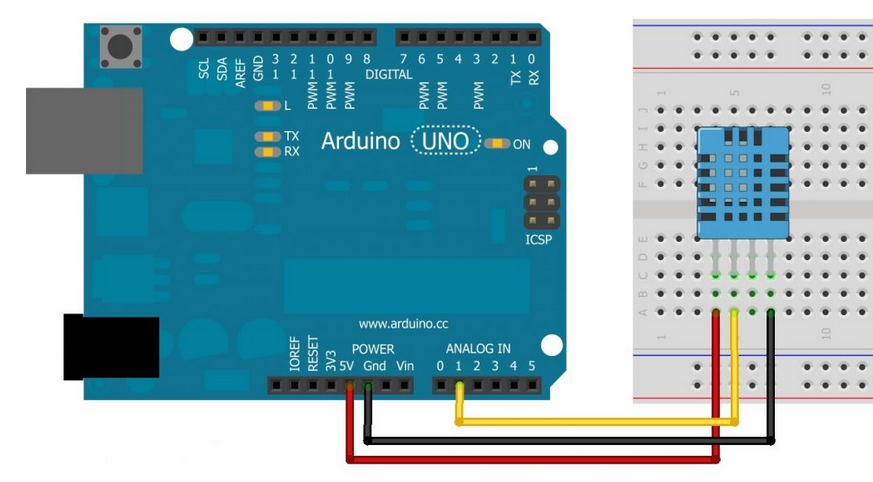 SCL
SDA
AREF
GND
13
12
PWM 11
PWM 10
PWM 9
8
7
PWM 6
PWM 5
4
PWM 3
2
TX 1
RX 0
DIGITAL
L
TX
RX
Arduino UNO
ON
1
ICSP
www.arduino.cc
POWER
ANALOG IN
IOREF
RESET
3V3
5V
Gnd
Vin
0 1 2 3 4 5
1 5 10
J
I
H
G
F
E
D
C
B
A
1 10